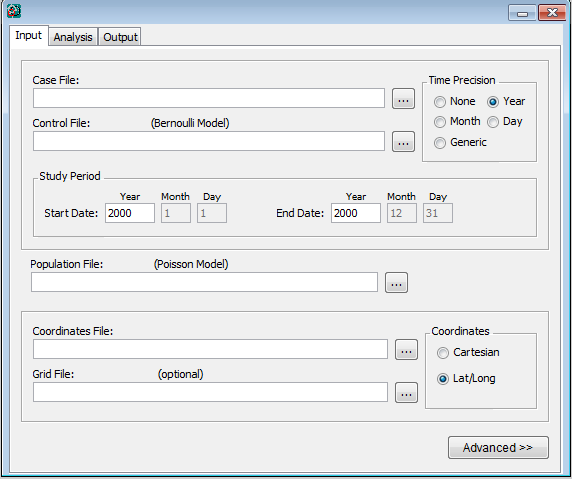 Input Analysis Output
Case File:
...
Time Precision
None Year
Month Day
Generic
Control File: (Bernoulli Model)
...
Study Period
Year Month Day Year Month Day
Start Date: 2000 1 1 End Date: 2000 12 31
Population File: (Poisson Model)
...
Coordinates File:
...
Coordinates
Cartesian
Lat/Long
Grid File: (optional)
...
Advanced >>